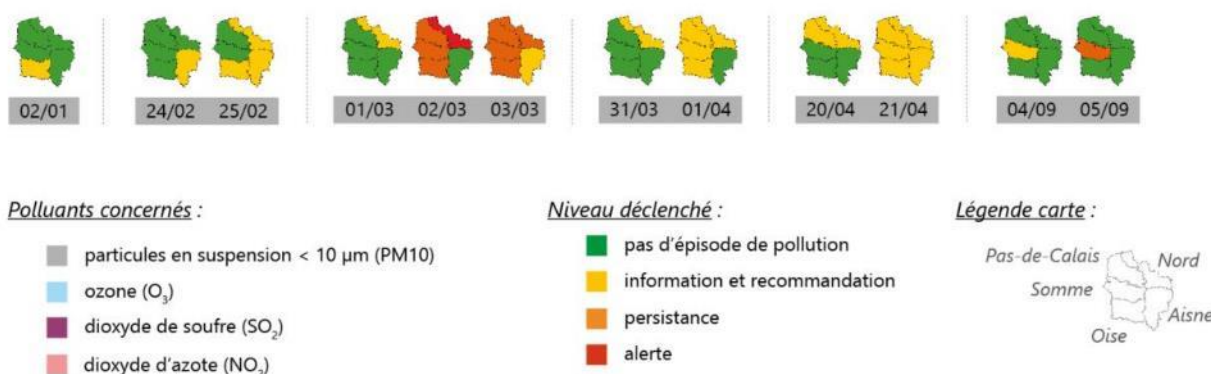 02/01 24/02 25/02 01/03 02/03 03/03 31/03 01/04 20/04 21/04 04/09 05/09
Polluants concernés :
particules en suspension < 10 µm (PM10)
ozone (O₃)
dioxyde de soufre (SO₂)
dioxyde d'azote (NO₂)
Niveau déclenché :
pas d'épisode de pollution
information et recommandation
persistance
alerte
Légende carte :
Pas-de-Calais
Nord
Somme
Aisne
Oise